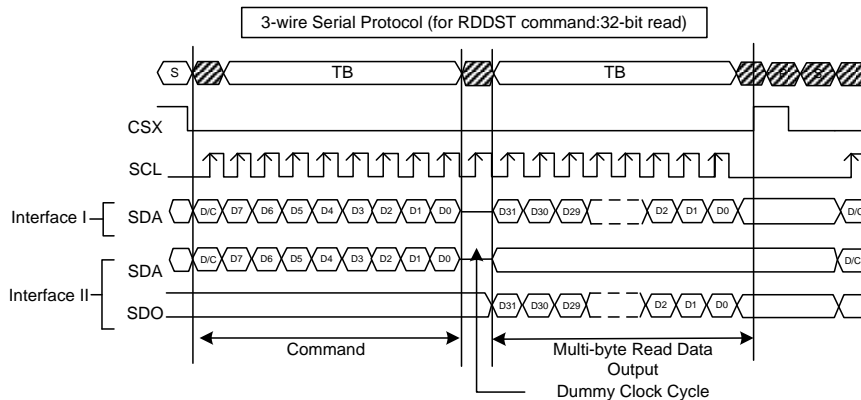 3-wire Serial Protocol (for RDDST command:32-bit read)
S TB TB P S
CSX
SCL
Interface I SDA D/C D7 D6 D5 D4 D3 D2 D1 D0 D31 D30 D29 D2 D1 D0 D/C
SDA D/C D7 D6 D5 D4 D3 D2 D1 D0 D/C
Interface II
SDO D31 D30 D29 D2 D1 D0
Command Multi-byte Read Data
Output
Dummy Clock Cycle